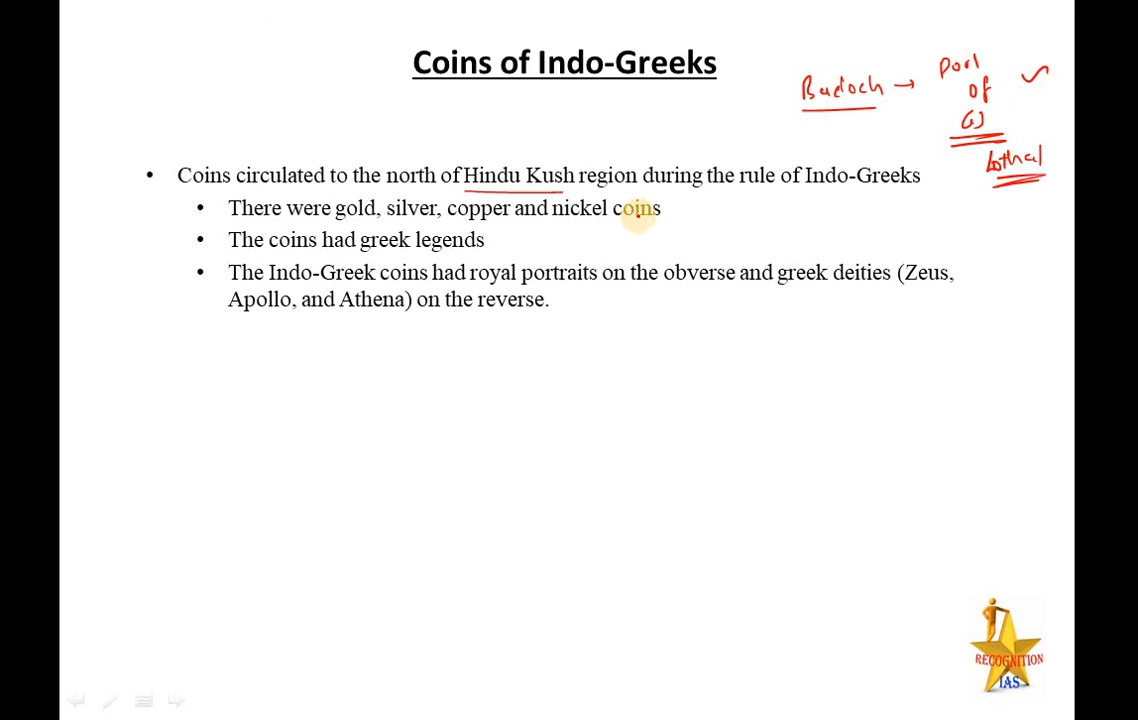 Coins of Indo-Greeks
Badoch → Port
of
GJ
Lothal
• Coins circulated to the north of Hindu Kush region during the rule of Indo-Greeks
• There were gold, silver, copper and nickel coins
• The coins had greek legends
• The Indo-Greek coins had royal portraits on the obverse and greek deities (Zeus,
Apollo, and Athena) on the reverse.
RECOGNITION
IAS